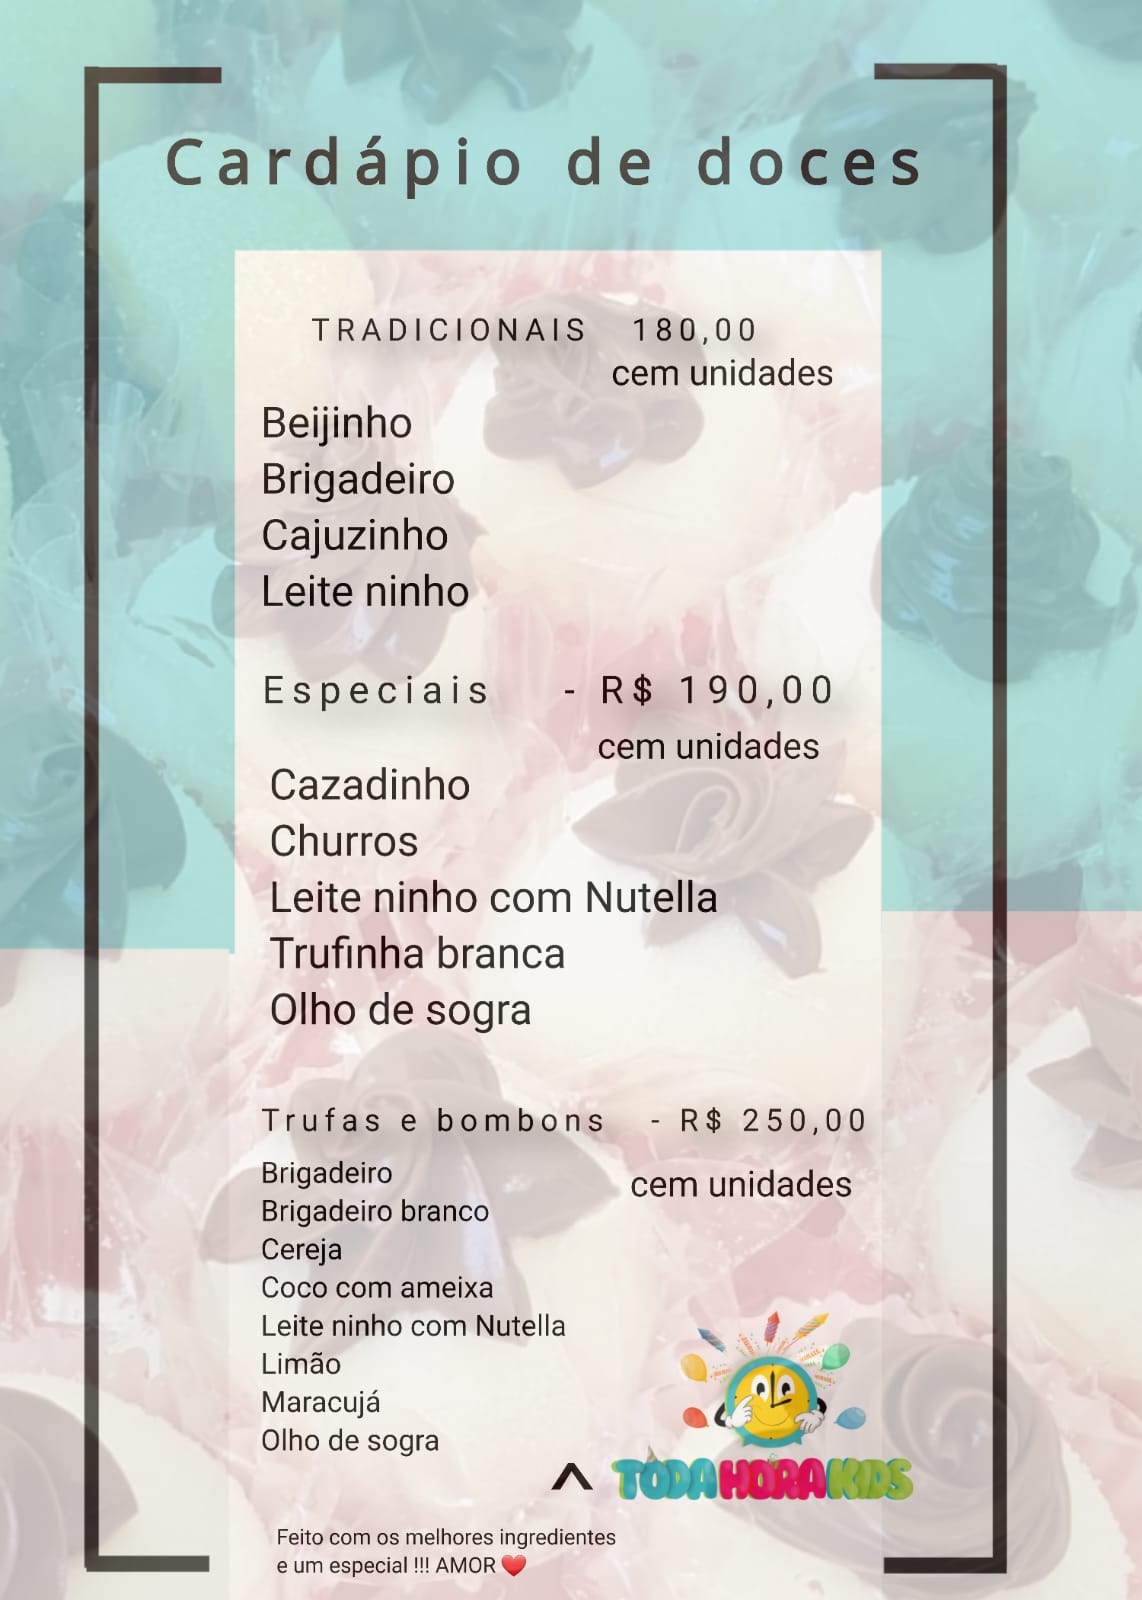 Cardápio de doces
TRADICIONAIS 180,00
cem unidades
Beijinho
Brigadeiro
Cajuzinho
Leite ninho
Especiais - R$ 190,00
cem unidades
Cazadinho
Churros
Leite ninho com Nutella
Trufinha branca
Olho de sogra
Trufas e bombons - R$ 250,00
cem unidades
Brigadeiro
Brigadeiro branco
Cereja
Coco com ameixa
Leite ninho com Nutella
Limão
Maracujá
Olho de sogra
TODAHORAKIDS
Feito com os melhores ingredientes
e um especial !!! AMOR ❤️